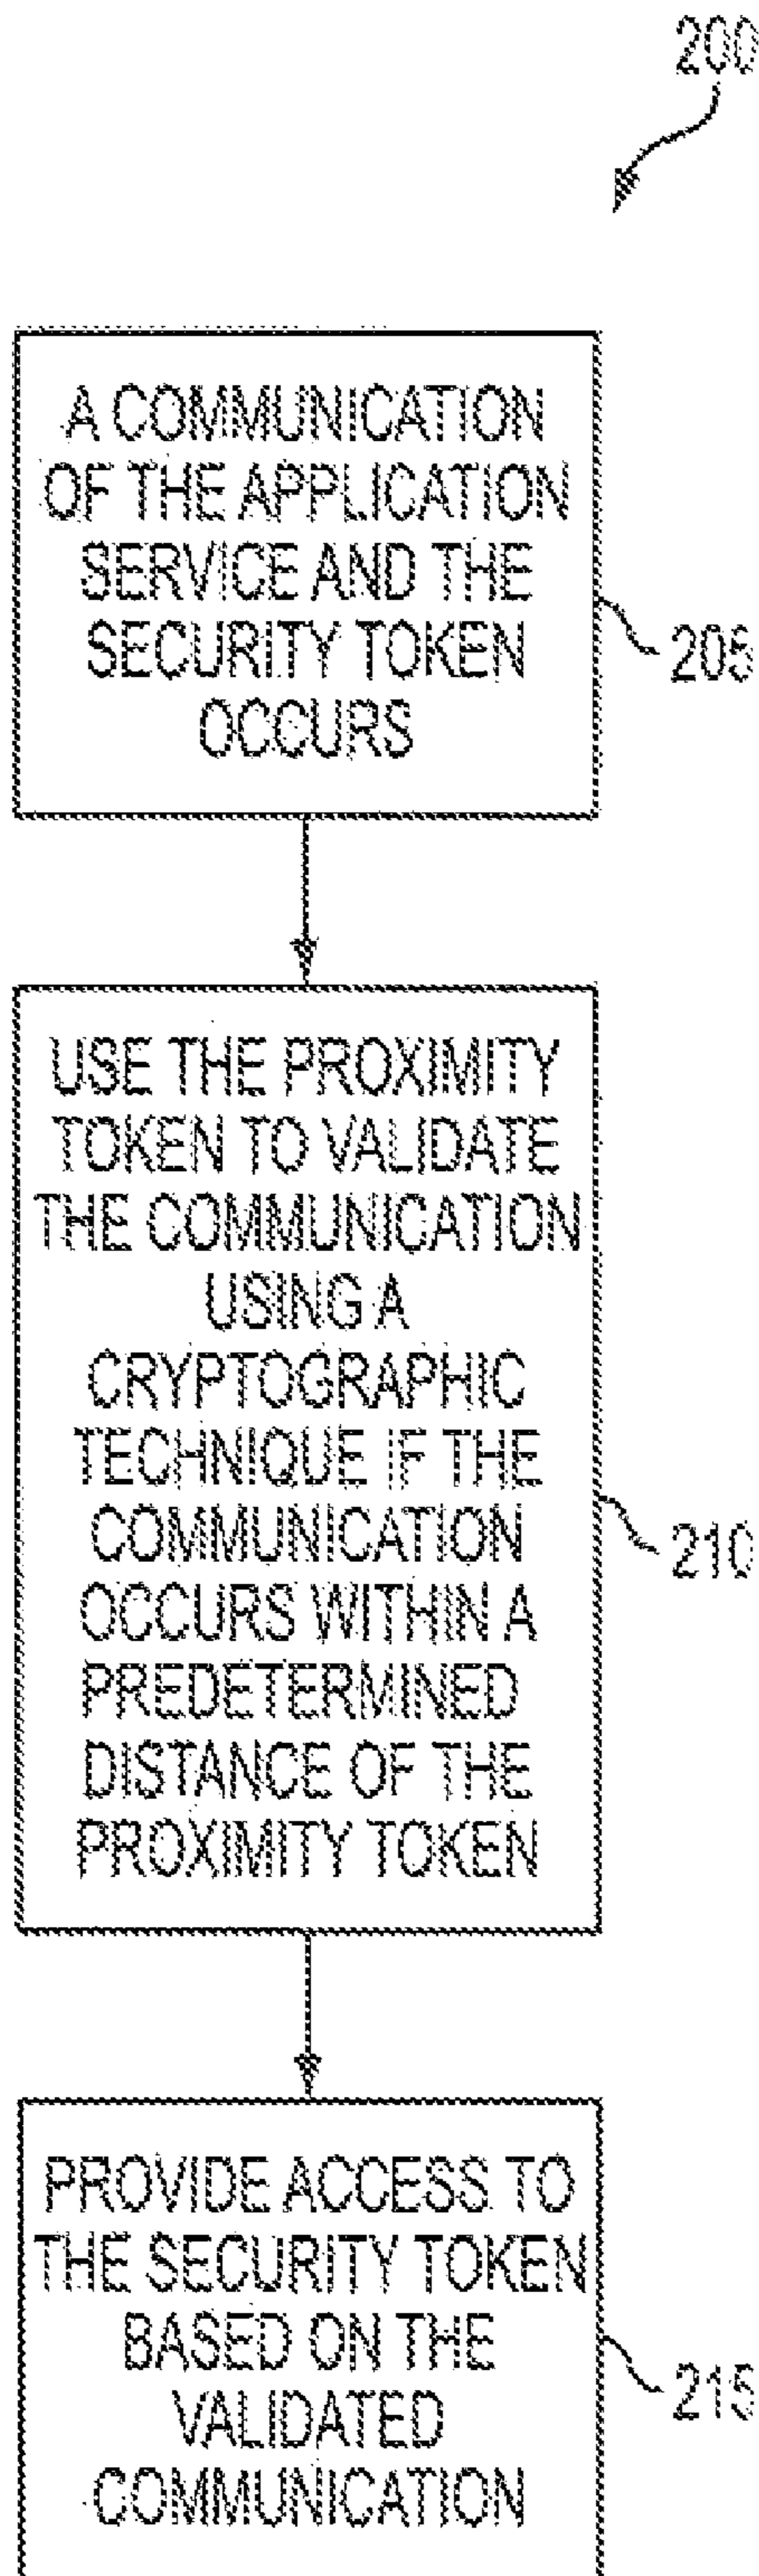 200
A COMMUNICATION
OF THE APPLICATION
SERVICE AND THE
SECURITY TOKEN
OCCURS
205
USE THE PROXIMITY
TOKEN TO VALIDATE
THE COMMUNICATION
USING A
CRYPTOGRAPHIC
TECHNIQUE IF THE
COMMUNICATION
OCCURS WITHIN A
PREDETERMINED
DISTANCE OF THE
PROXIMITY TOKEN
210
PROVIDE ACCESS TO
THE SECURITY TOKEN
BASED ON THE
VALIDATED
COMMUNICATION
215